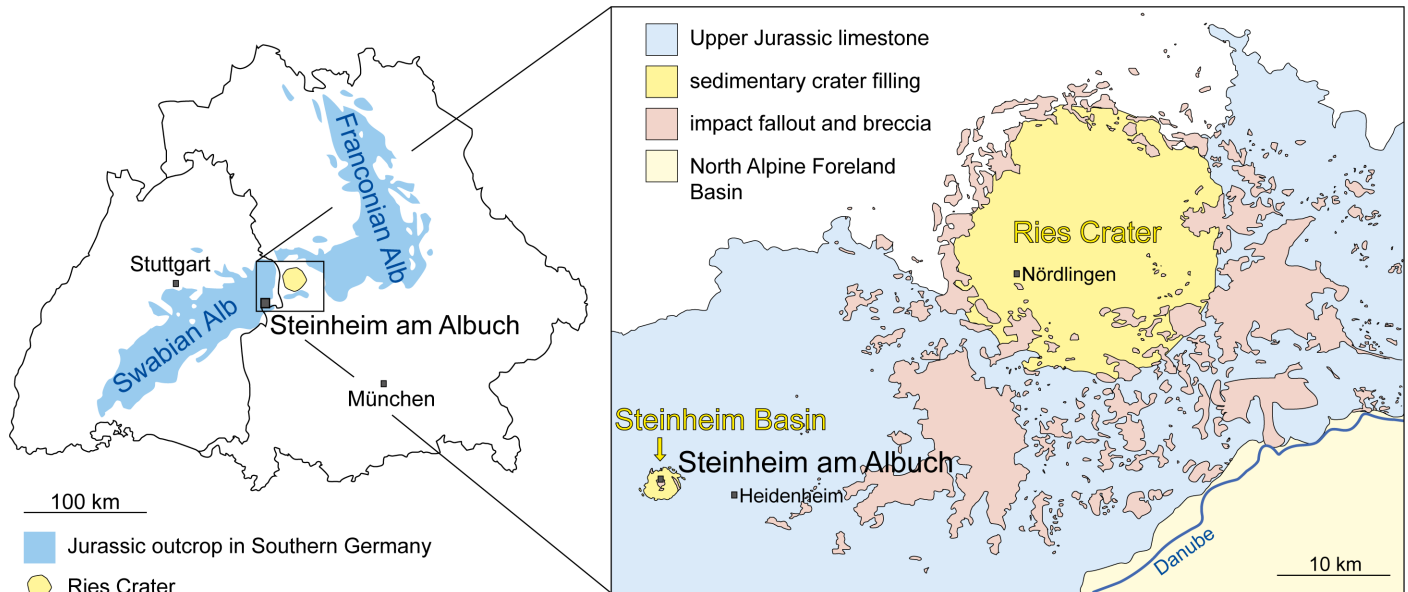 Franconian Alb
Stuttgart
Swabian Alb
Steinheim am Albuch
München
100 km
Jurassic outcrop in Southern Germany
Ries Crater
Upper Jurassic limestone
sedimentary crater filling
impact fallout and breccia
North Alpine Foreland
Basin
Ries Crater
Nördlingen
Steinheim Basin
Steinheim am Albuch
Heidenheim
Danube
10 km